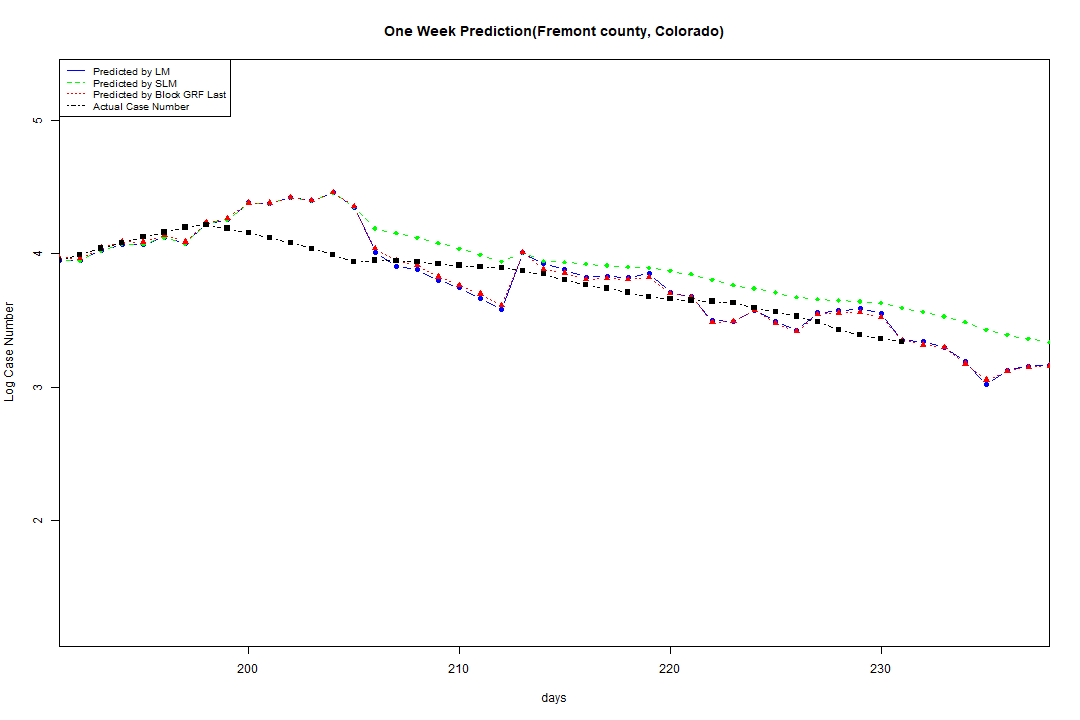 One Week Prediction(Fremont county, Colorado)
Predicted by LM
Predicted by SLM
Predicted by Block GRF Last
Actual Case Number
5
4
3
2
Log Case Number
200
210
220
230
days